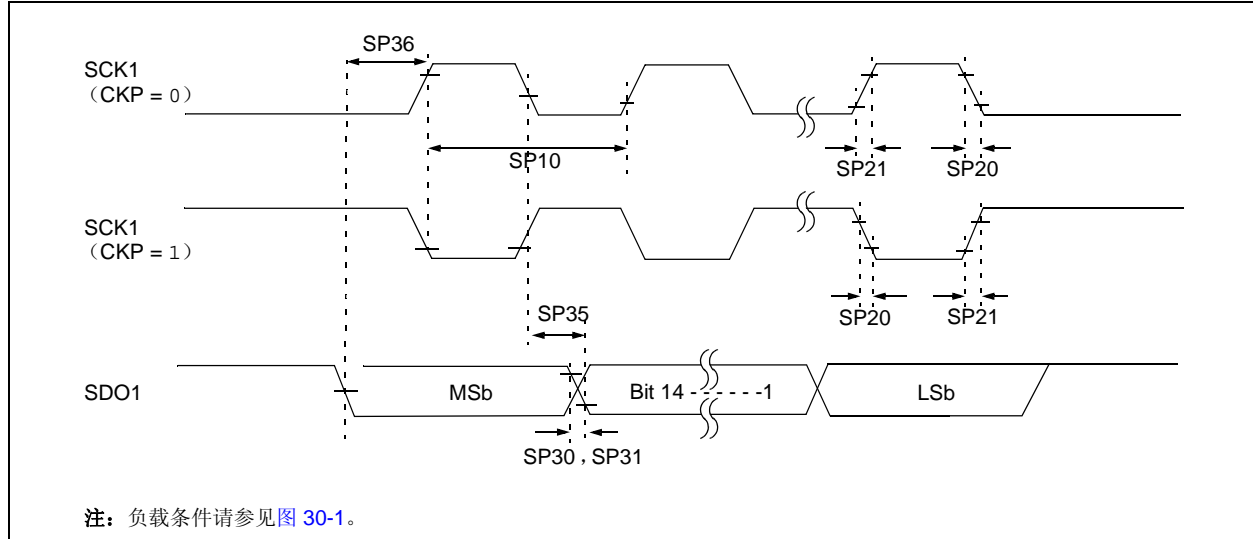 SP36
SCK1
（CKP = 0）
SP10
SP21
SP20
SCK1
（CKP = 1）
SP35
SP20
SP21
SDO1
MSb
Bit 14 - - - - - -1
LSb
SP30，SP31
注：负载条件请参见图 30-1。